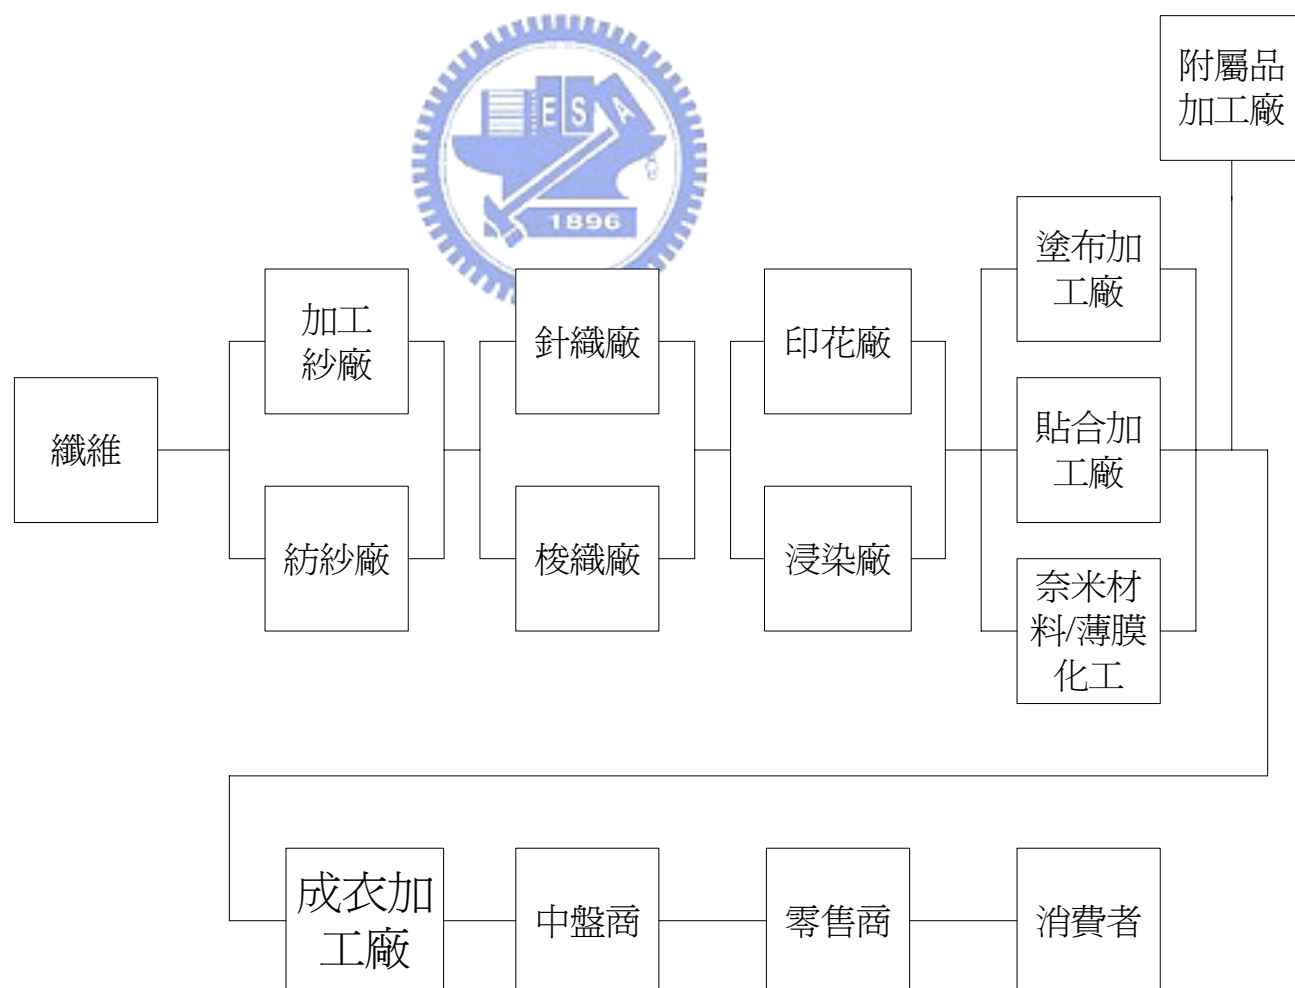 附屬品
加工廠
E S A
1896
塗布加
工廠
加工
紗廠
針織廠
印花廠
纖維
貼合加
工廠
紡紗廠
梭織廠
浸染廠
奈米材
料/薄膜
化工
成衣加
工廠
中盤商
零售商
消費者